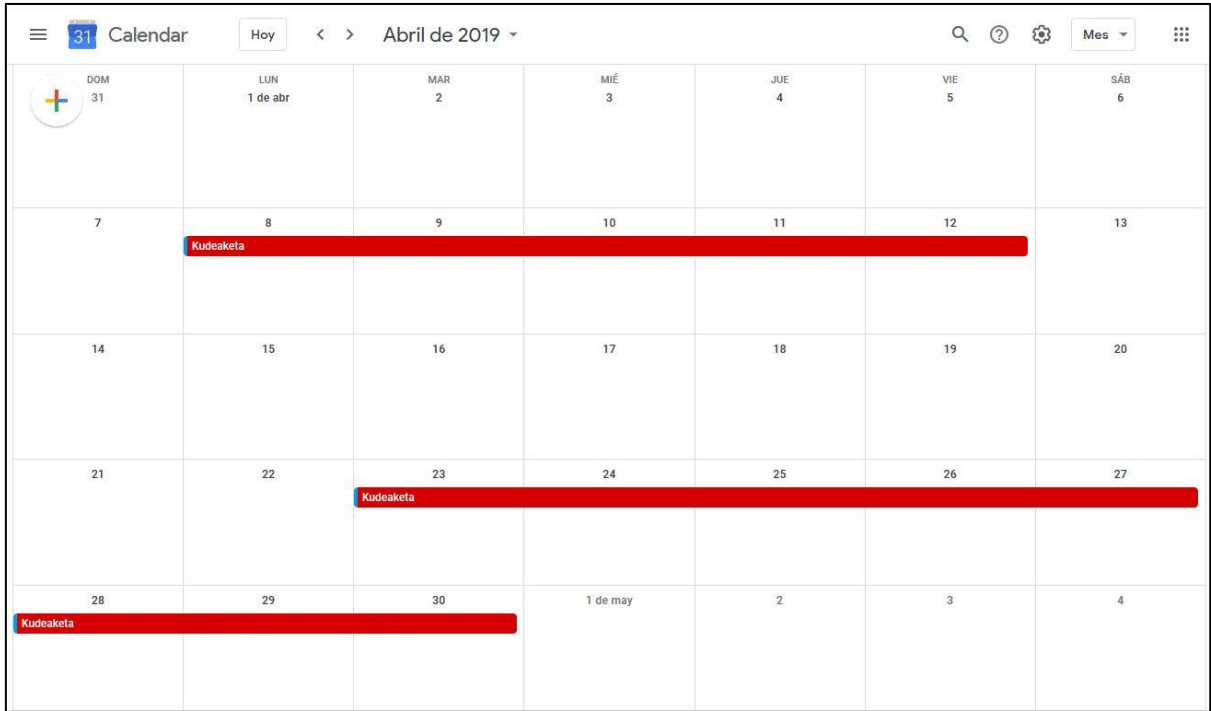 31 Calendar Hoy Abril de 2019 Mes
DOM LUN MAR MIÉ JUE VIE SÁB
31 1 de abr 2 3 4 5 6
7 8 9 10 11 12 13
Kudeaketa
14 15 16 17 18 19 20
21 22 23 24 25 26 27
Kudeaketa
28 29 30 1 de may 2 3 4
Kudeaketa